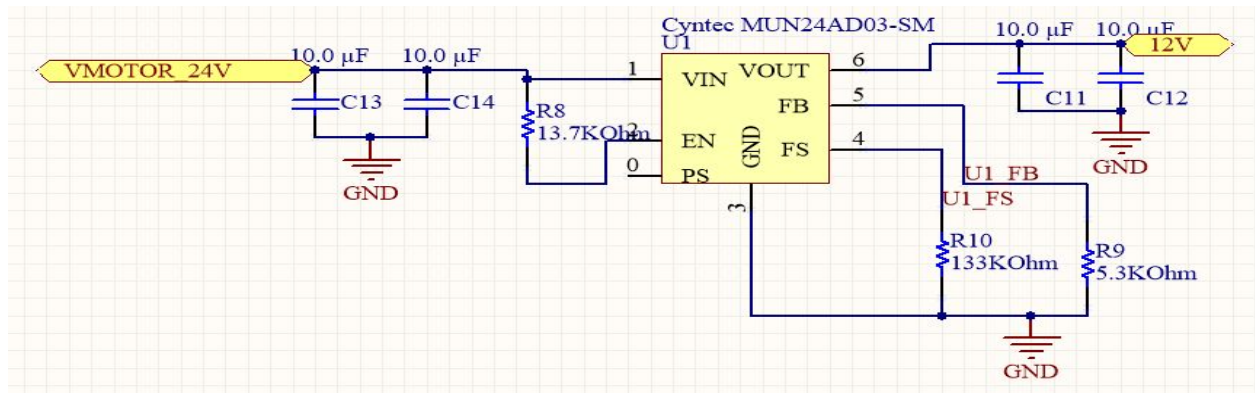 Cyntec MUN24AD03-SM
U1
10.0 µF
10.0 µF
10.0 µF
10.0 µF
VMOTOR_24V
12V
C13
C14
C11
C12
R8
13.7KOhm
1
VIN
VOUT
6
FB
5
2
EN
FS
4
0
PS
GND
3
GND
GND
U1_FB
U1_FS
R10
133KOhm
R9
5.3KOhm
GND